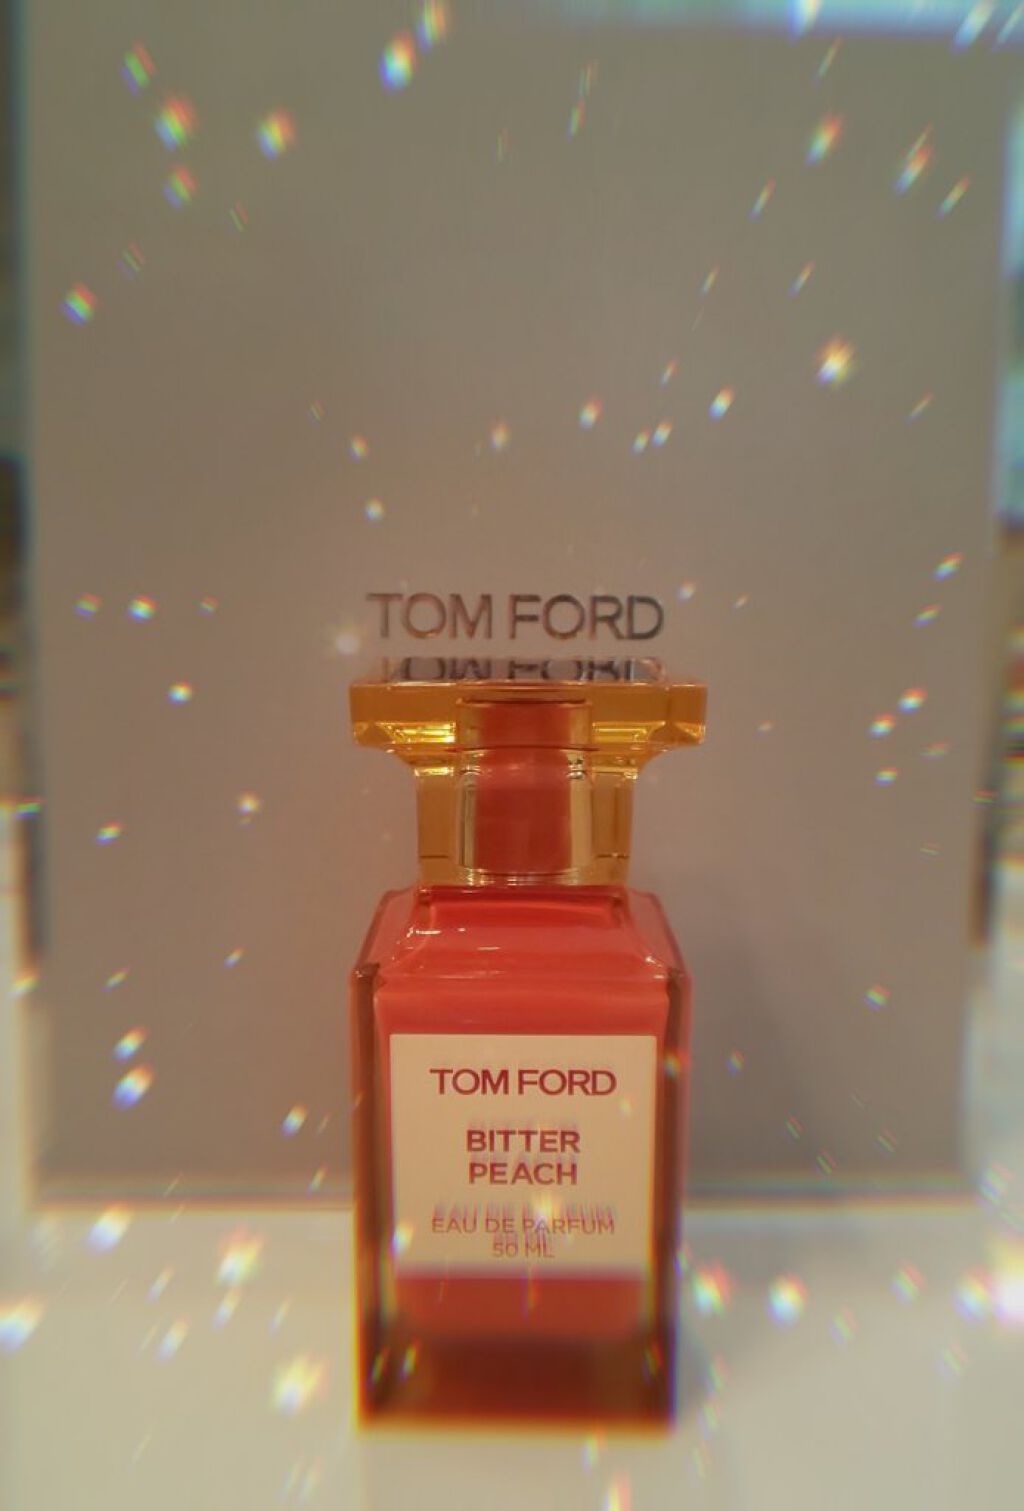 TOM FORD
TOM FORD
BITTER
PEACH
EAU DE PARFUM
50 ML